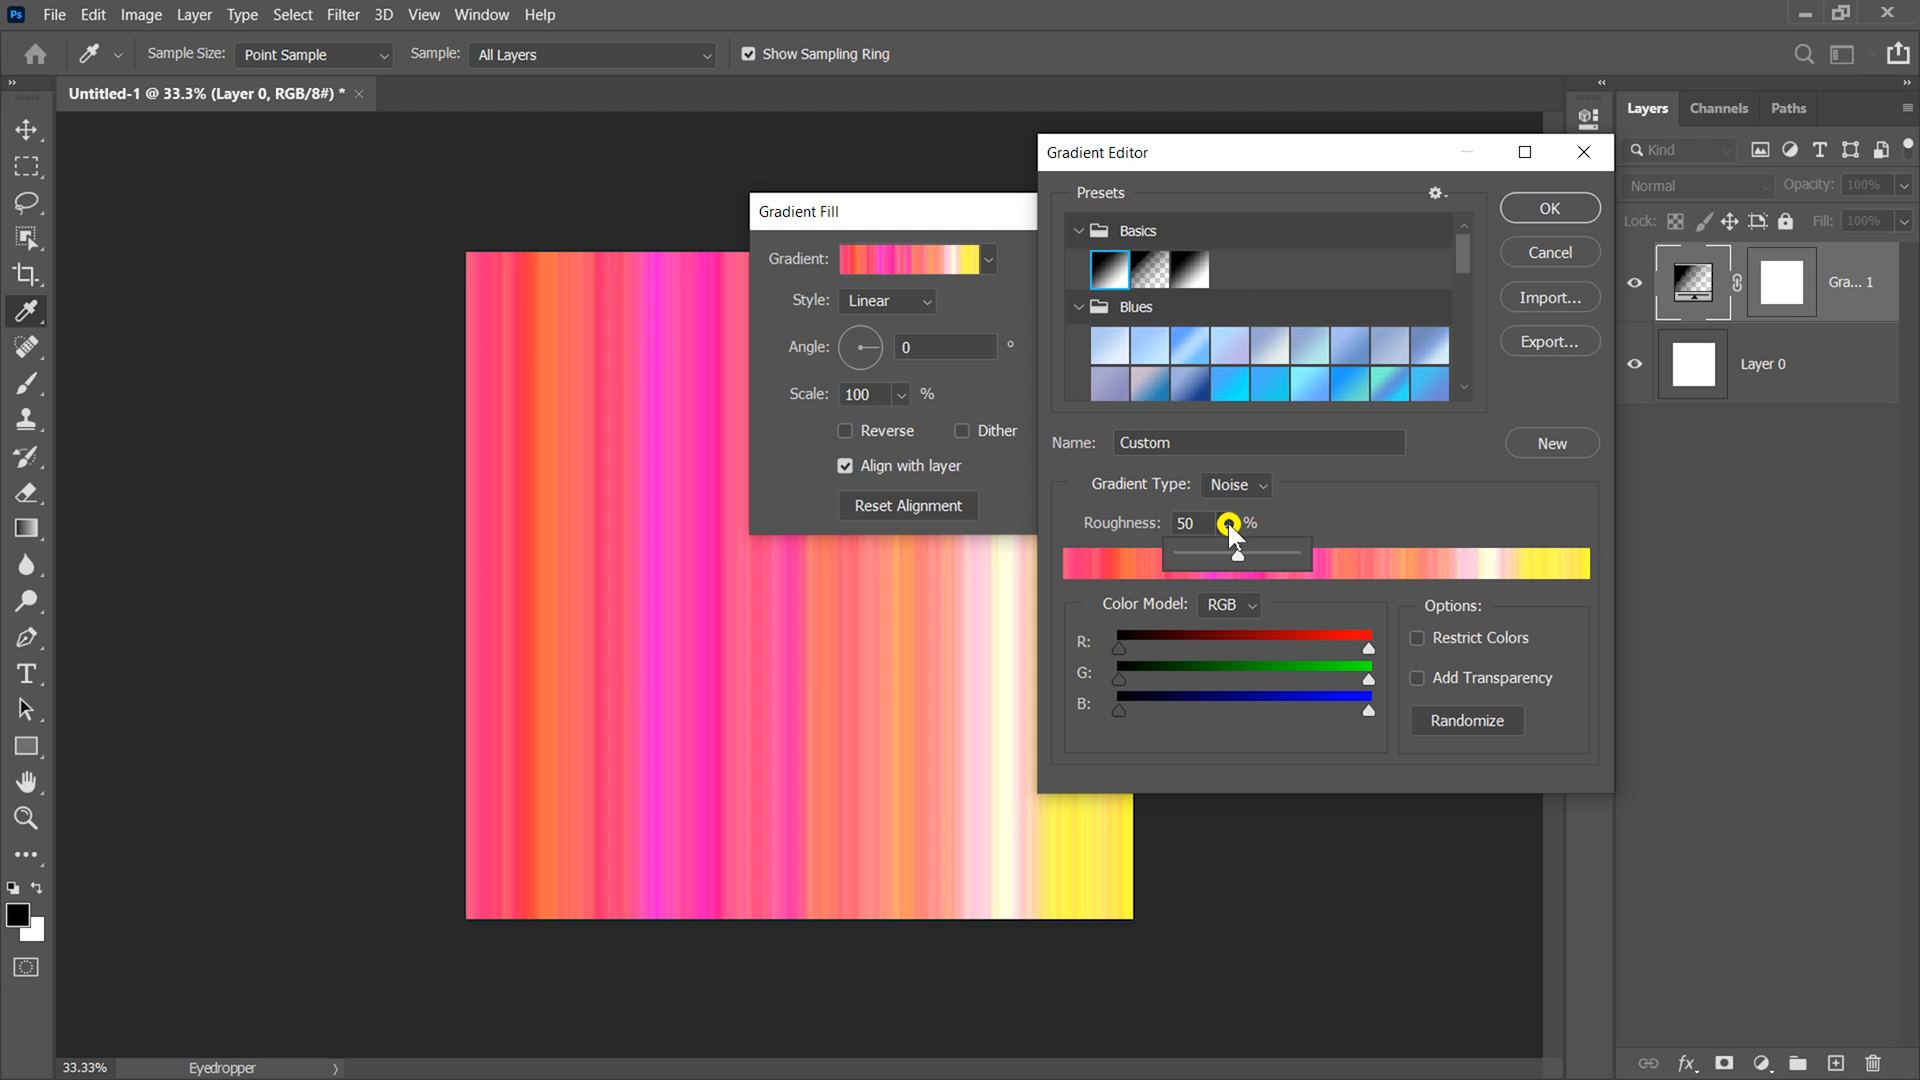 Ps File Edit Image Layer Type Select Filter 3D View Window Help
Sample Size: Point Sample Sample: All Layers Show Sampling Ring
Untitled-1 @ 33.3% (Layer 0, RGB/8#) *
Layers Channels Paths
Kind
Normal Opacity: 100%
Lock: Fill: 100%
Gra... 1
Layer 0
Gradient Fill
Gradient:
Style: Linear
Angle: 0 °
Scale: 100 %
Reverse Dither
Align with layer
Reset Alignment
Gradient Editor
Presets
Basics
Blues
OK
Cancel
Import...
Export...
Name: Custom New
Gradient Type: Noise
Roughness: 50 %
Color Model: RGB
R:
G:
B:
Options:
Restrict Colors
Add Transparency
Randomize
33.33% Eyedropper
fx